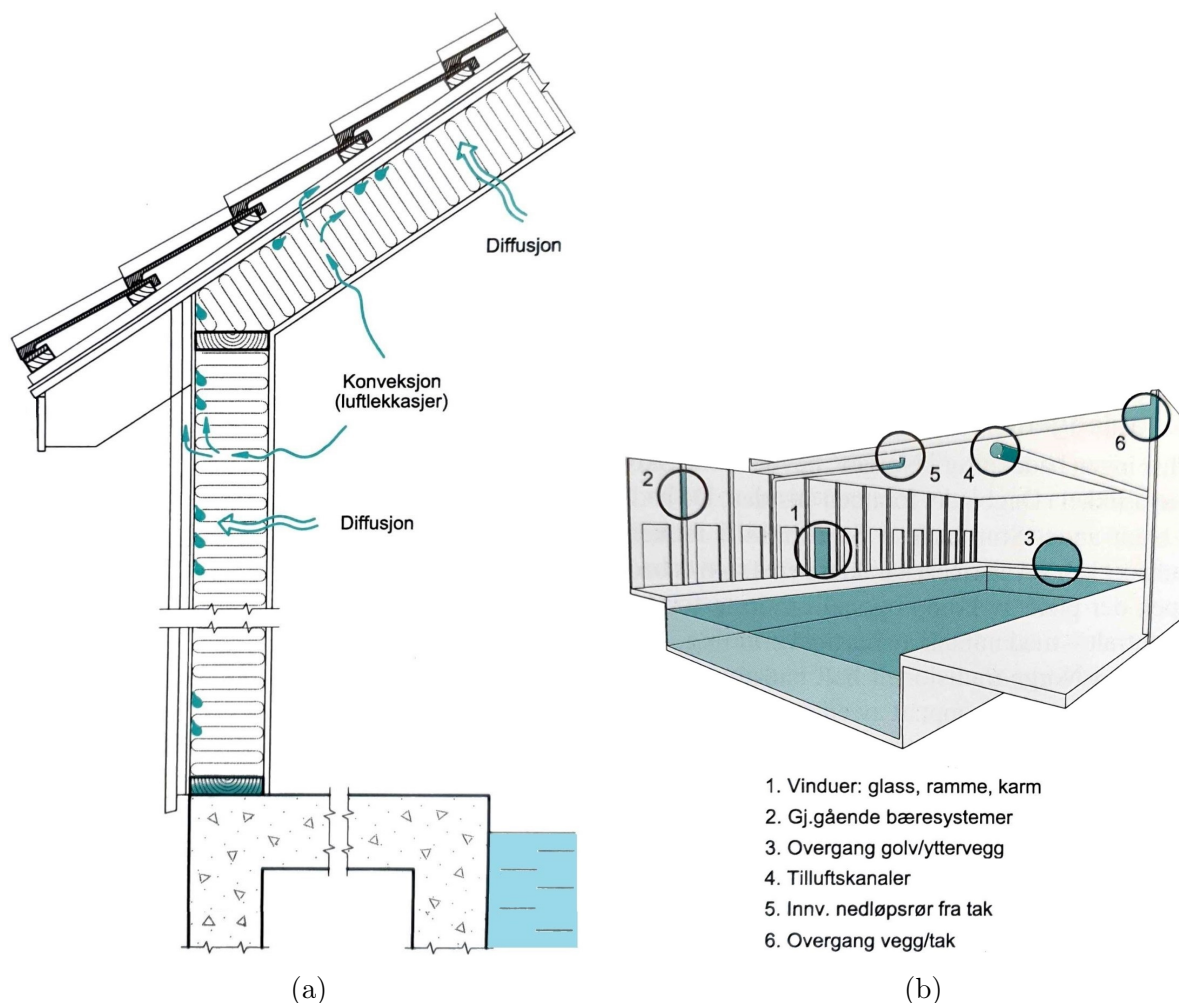 Diffusjon
Konveksjon
(luftlekkasjer)
Diffusjon
(a)
2
1
5
4
6
3
1. Vinduer: glass, ramme, karm
2. Gj.gående bæresystemer
3. Overgang golv/yttervegg
4. Tilluftskanaler
5. Innv. nedløpsrør fra tak
6. Overgang vegg/tak
(b)